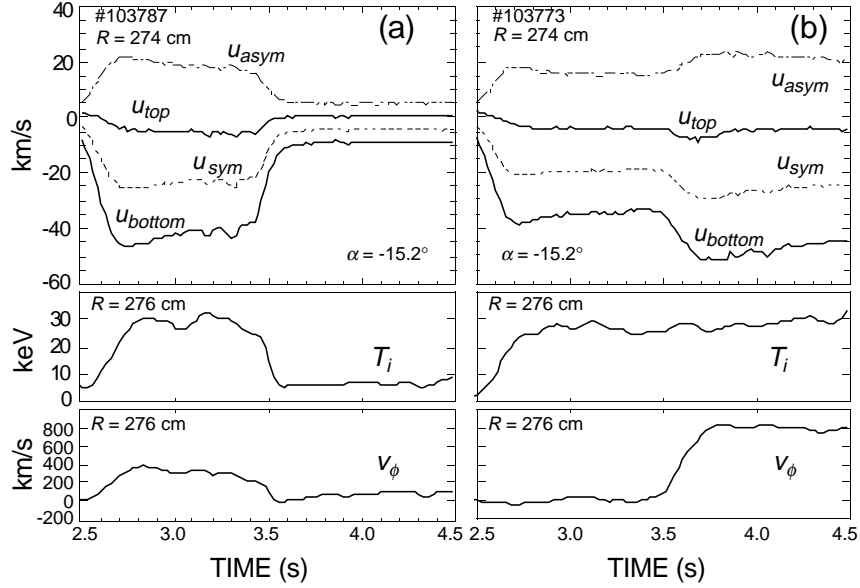 #103787
R = 274 cm
(a)
u_asym
u_top
u_sym
u_bottom
α = -15.2°
40
20
0
-20
-40
-60
km/s
#103773
R = 274 cm
(b)
u_asym
u_top
u_sym
u_bottom
α = -15.2°
R = 276 cm
T_i
30
20
10
0
keV
R = 276 cm
T_i
R = 276 cm
v_ϕ
800
600
400
200
0
-200
km/s
R = 276 cm
v_ϕ
2.5 3.0 3.5 4.0 4.5
2.5 3.0 3.5 4.0 4.5
TIME (s)
TIME (s)